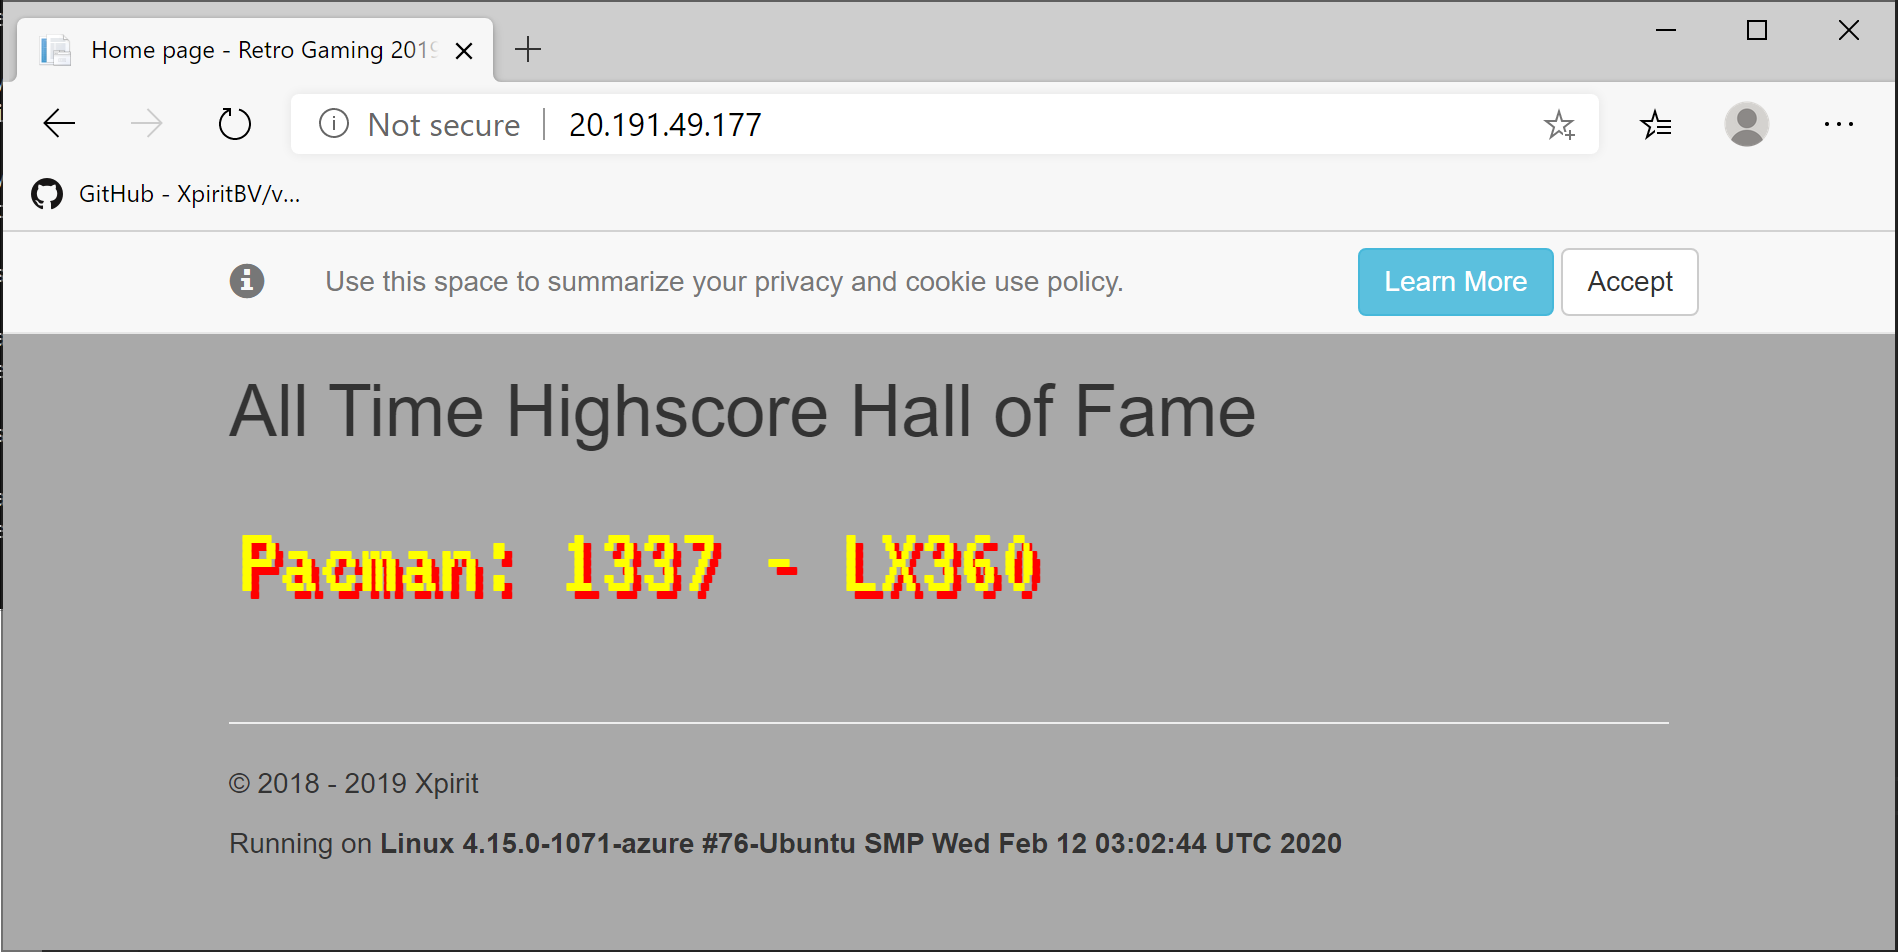 Home page - Retro Gaming 2019
Not secure
20.191.49.177
GitHub - XpiritBV/v...
Use this space to summarize your privacy and cookie use policy.
Learn More
Accept
All Time Highscore Hall of Fame
Pacman: 1337 - LX360
© 2018 - 2019 Xpirit
Running on Linux 4.15.0-1071-azure #76-Ubuntu SMP Wed Feb 12 03:02:44 UTC 2020